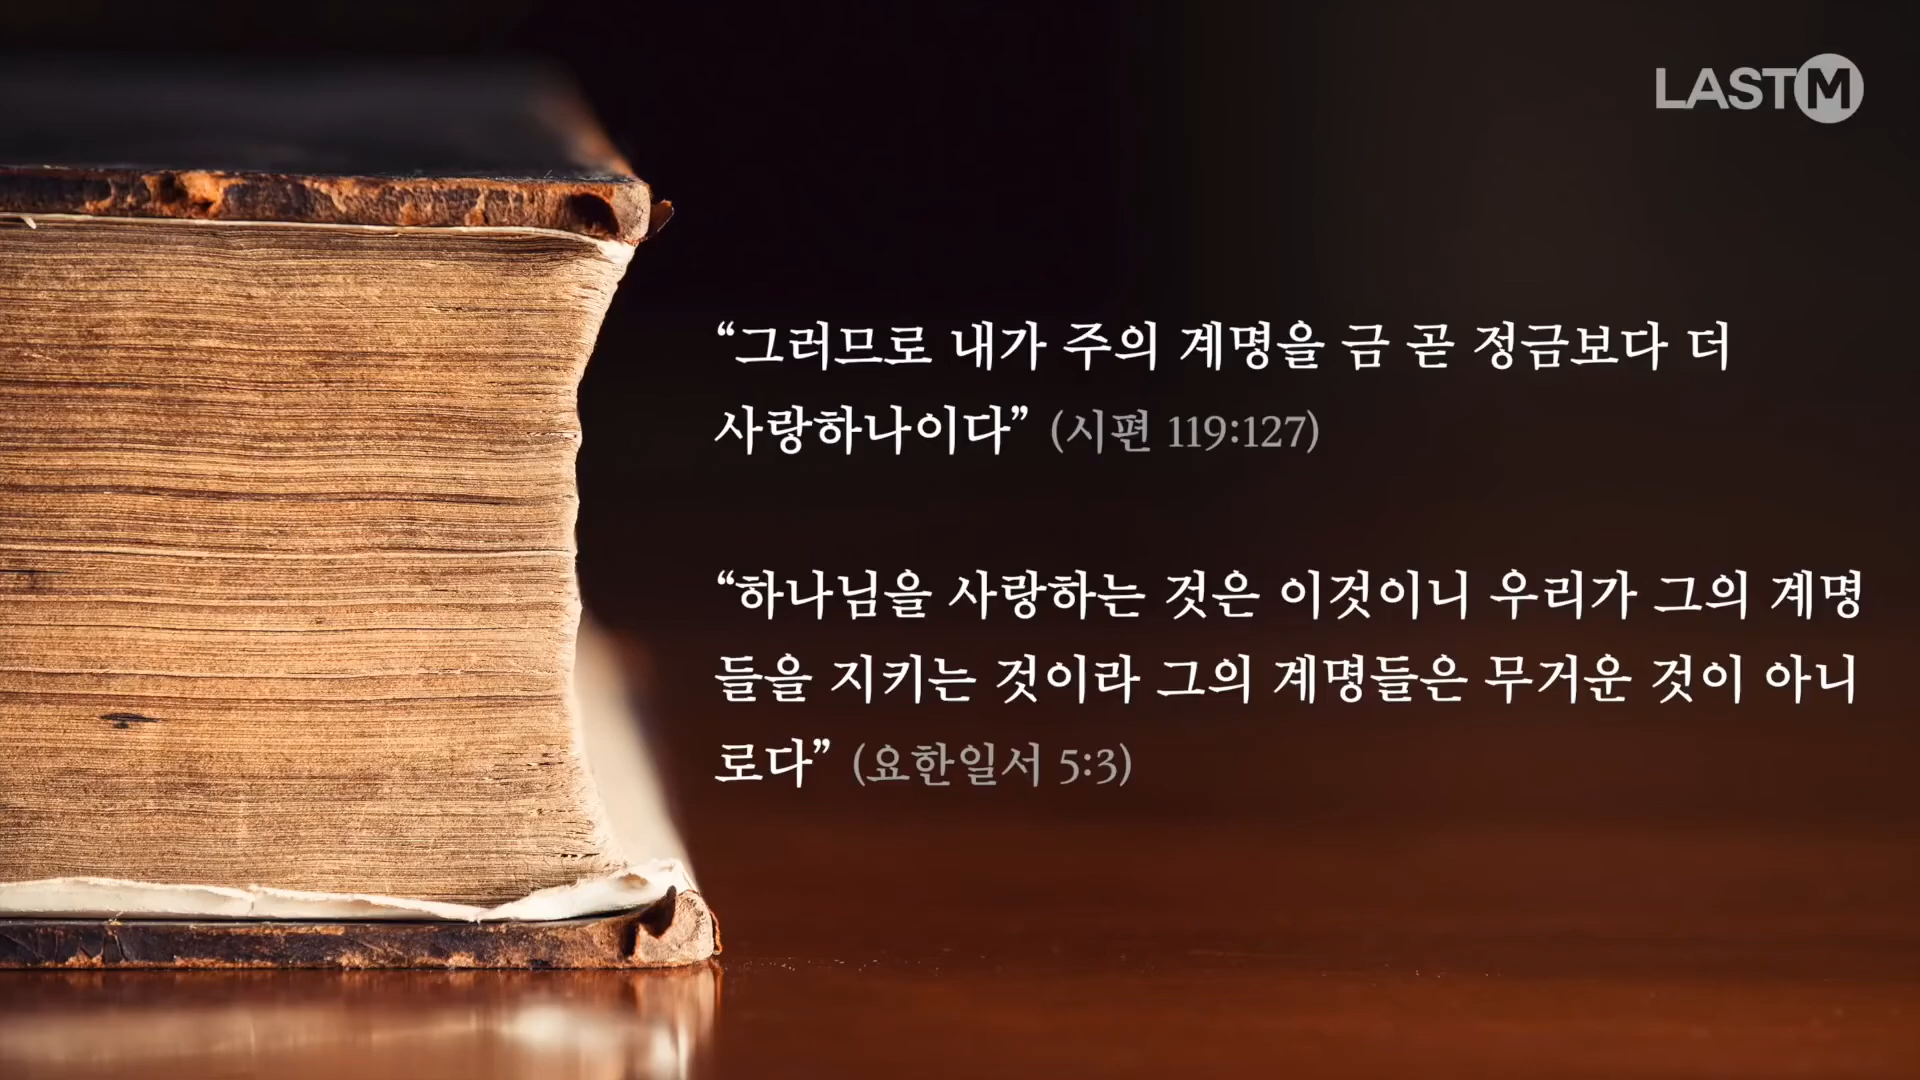 LASTM
“그러므로 내가 주의 계명을 금 곧 정금보다 더
사랑하나이다” (시편 119:127)
“하나님을 사랑하는 것은 이것이니 우리가 그의 계명
들을 지키는 것이라 그의 계명들은 무거운 것이 아니
로다” (요한일서 5:3)